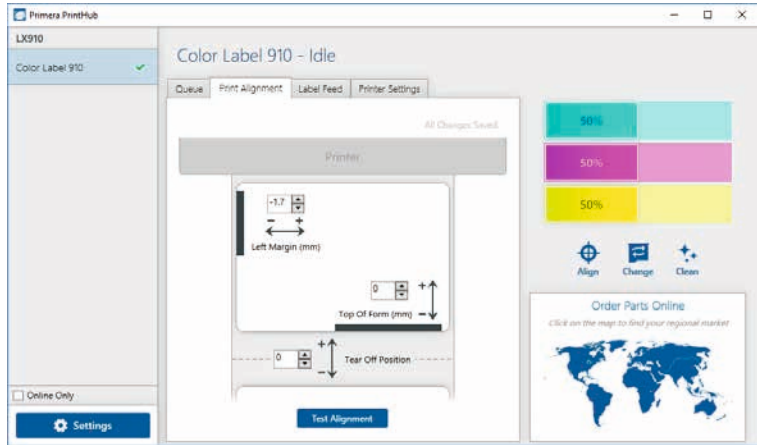 Primera PrintHub
LX910
Color Label 910
Color Label 910 - Idle
Queue
Print Alignment
Label Feed
Printer Settings
All Changes Saved.
Printer
-1.7
- +
Left Margin (mm)
0
+
Top Of Form (mm) -
0
+
-
Tear Off Position
Test Alignment
50%
50%
50%
Align
Change
Clean
Order Parts Online
Click on the map to find your regional market
Online Only
Settings